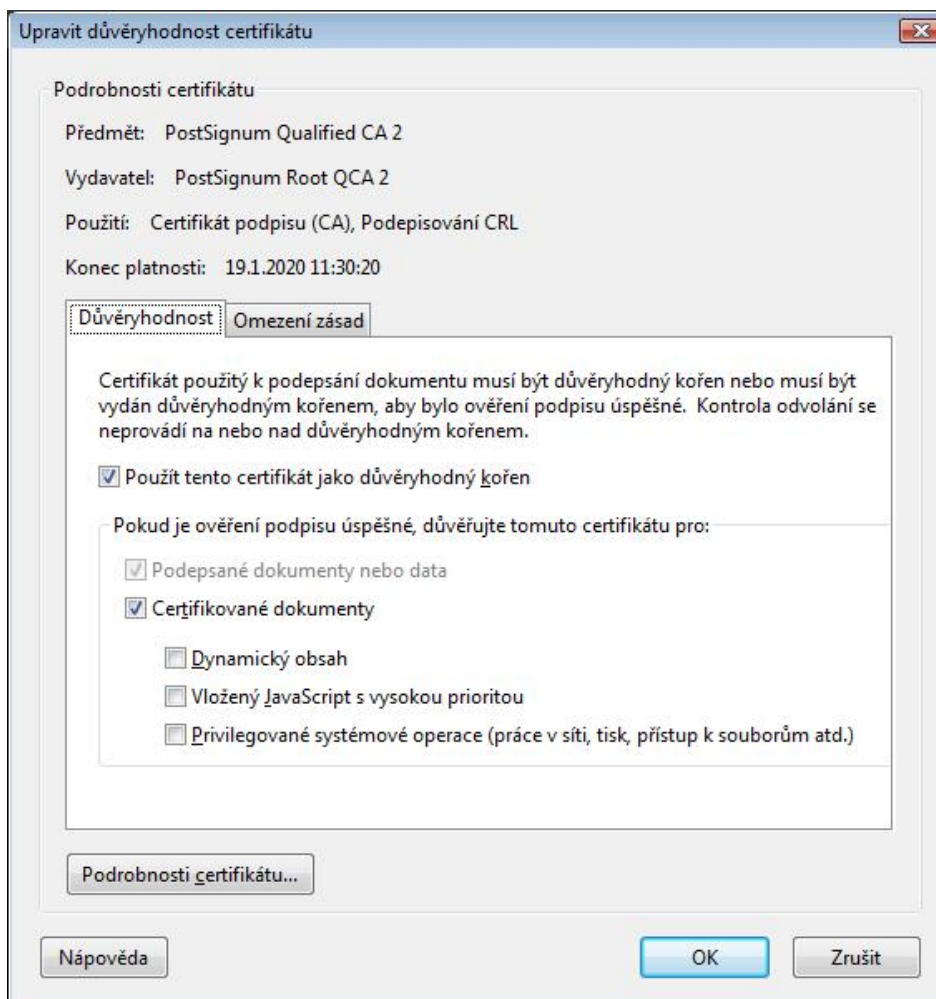 Upravit důvěryhodnost certifikátu
Podrobnosti certifikátu
Předmět: PostSignum Qualified CA 2
Vydavatel: PostSignum Root QCA 2
Použití: Certifikát podpisu (CA), Podepisování CRL
Konec platnosti: 19.1.2020 11:30:20
Důvěryhodnost Omezení zásad
Certifikát použitý k podepsání dokumentu musí být důvěryhodný kořen nebo musí být
vydán důvěryhodným kořenem, aby bylo ověření podpisu úspěšné. Kontrola odvolání se
neprovádí na nebo nad důvěryhodným kořenem.
Použít tento certifikát jako důvěryhodný kořen
Pokud je ověření podpisu úspěšné, důvěřujte tomuto certifikátu pro:
Podepsané dokumenty nebo data
Certifikované dokumenty
Dynamický obsah
Vložený JavaScript s vysokou prioritou
Privilegované systémové operace (práce v síti, tisk, přístup k souborům atd.)
Podrobnosti certifikátu...
Nápověda OK Zrušit